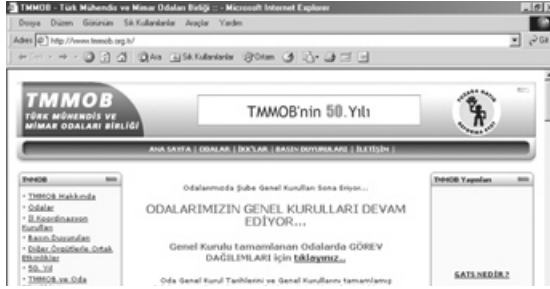 TMMOB - Türk Mühendis ve Mimar Odaları Birliği :: - Microsoft Internet Explorer
Dosya Düzen Görünüm Sık Kullanılanlar Araçlar Yardım
Adres http://www.tmmob.org.tr/ Git
Ara Sık Kullanılanlar Ortam
TMMOB
TÜRK MÜHENDİS VE
MİMAR ODALARI BİRLİĞİ
TMMOB'nin 50.Yılı
ANA SAYFA | ODALAR | İKK'LAR | BASIN DUYURULARI | İLETİŞİM |
TMMOB
TMMOB Hakkında
Odalar
İl Koordinasyon
Kurulları
Basın Duyuruları
Diğer Örgütlerle Ortak
Etkinlikler
50. Yıl
TMMOB ve Oda
Odalarımızda Şube Genel Kurulları Sona Eriyor...
ODALARIMIZIN GENEL KURULLARI DEVAM
EDİYOR...
Genel Kurulu tamamlanan Odalarda GÖREV
DAĞILIMLARI için tıklayınız...
Oda Genel Kurul Tarihlerini ve Genel Kurullarını tamamlamış
TMMOB Yayınları
GATS NEDİR?